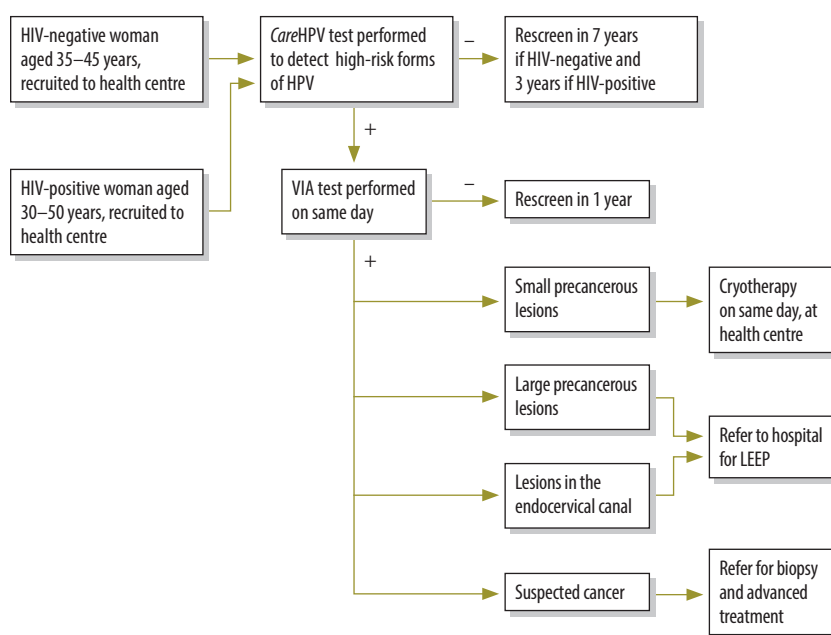 HIV-negative woman
aged 35–45 years,
recruited to health centre
CareHPV test performed
to detect high-risk forms
of HPV
–
Rescreen in 7 years
if HIV-negative and
3 years if HIV-positive
+
HIV-positive woman aged
30–50 years, recruited to
health centre
VIA test performed
on same day
–
Rescreen in 1 year
+
Small precancerous
lesions
Cryotherapy
on same day, at
health centre
Large precancerous
lesions
Refer to hospital
for LEEP
Lesions in the
endocervical canal
Suspected cancer
Refer for biopsy
and advanced
treatment